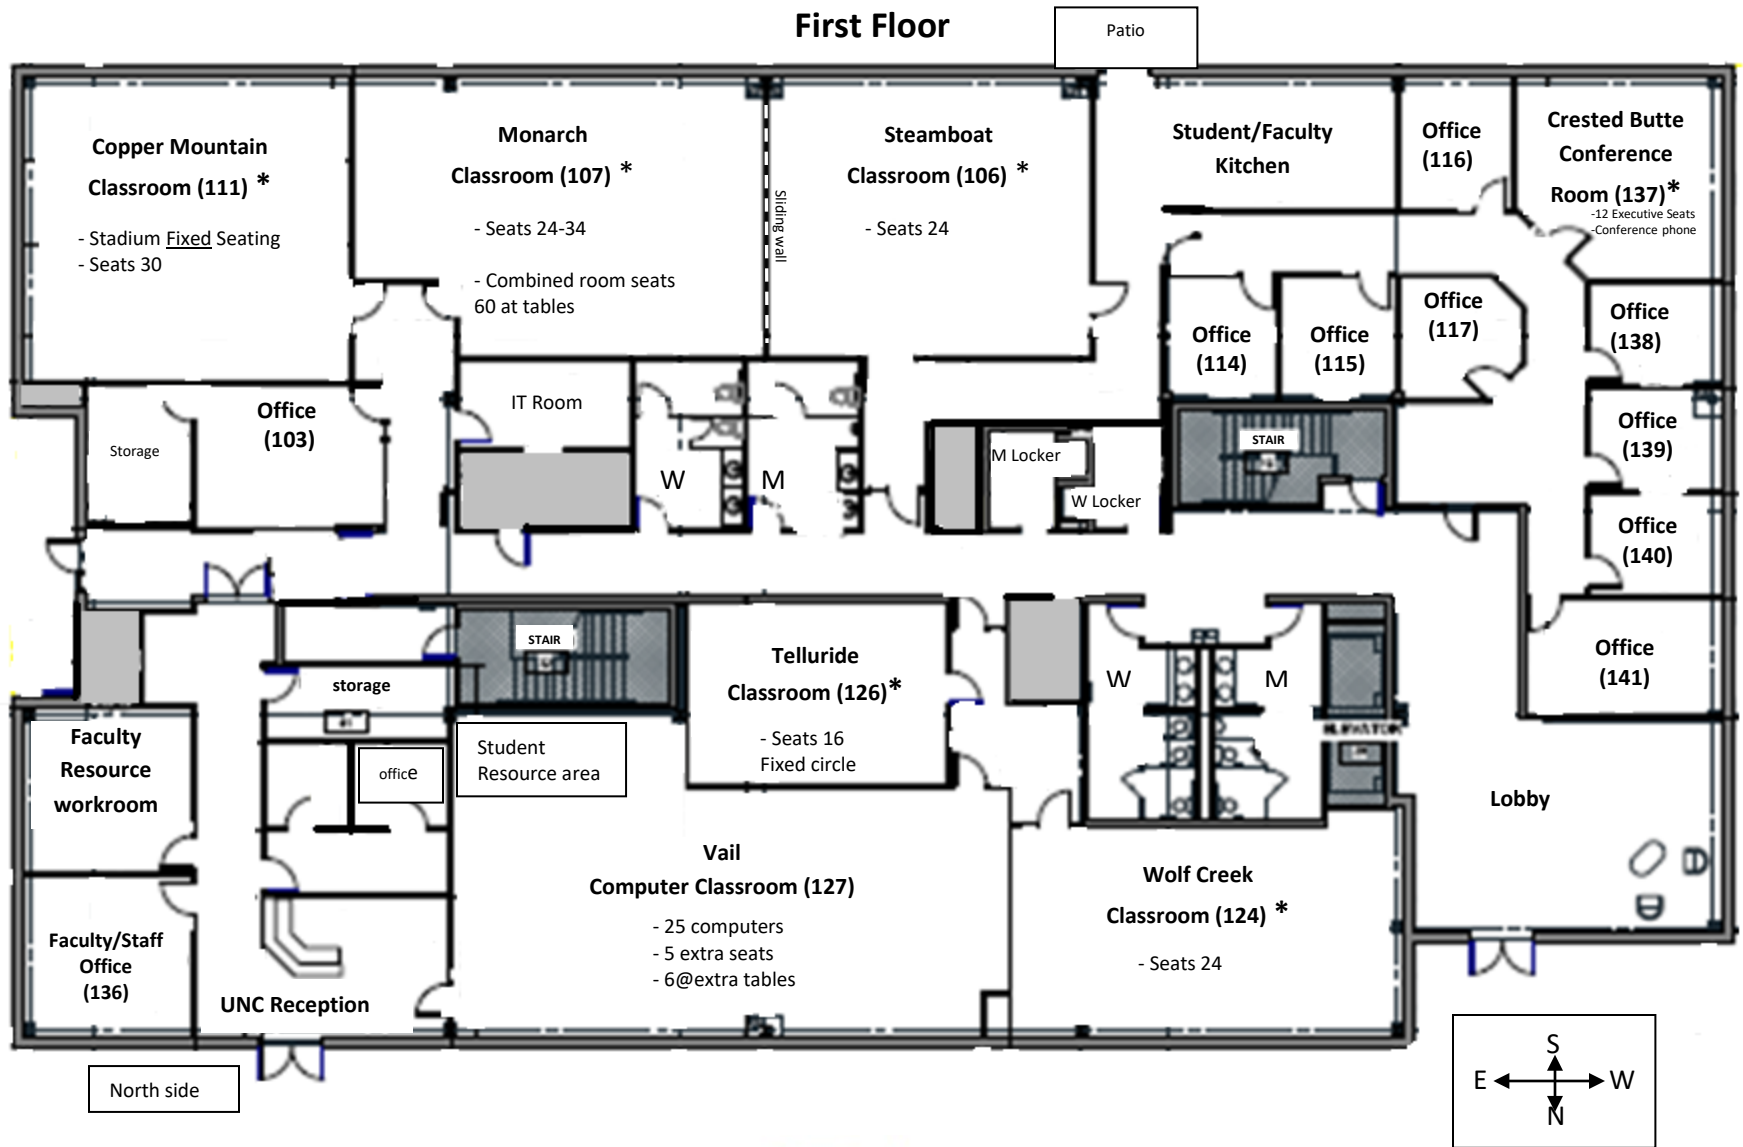 First Floor
Patio
Copper Mountain
Classroom (111) *
- Stadium Fixed Seating
- Seats 30
Monarch
Classroom (107) *
- Seats 24-34
- Combined room seats
60 at tables
Sliding wall
Steamboat
Classroom (106) *
- Seats 24
Student/Faculty
Kitchen
Office
(116)
Crested Butte
Conference
Room (137)*
-12 Executive Seats
-Conference phone
Office
(114)
Office
(115)
Office
(117)
Office
(138)
Office
(139)
Office
(140)
Office
(141)
Storage
Office
(103)
IT Room
W
M
M Locker
W Locker
STAIR
STAIR
storage
Telluride
Classroom (126)*
- Seats 16
Fixed circle
W
M
ELEVATOR
Lobby
Faculty
Resource
workroom
office
Student
Resource area
Vail
Computer Classroom (127)
- 25 computers
- 5 extra seats
- 6@extra tables
Wolf Creek
Classroom (124) *
- Seats 24
Faculty/Staff
Office
(136)
UNC Reception
North side
S
E
W
N